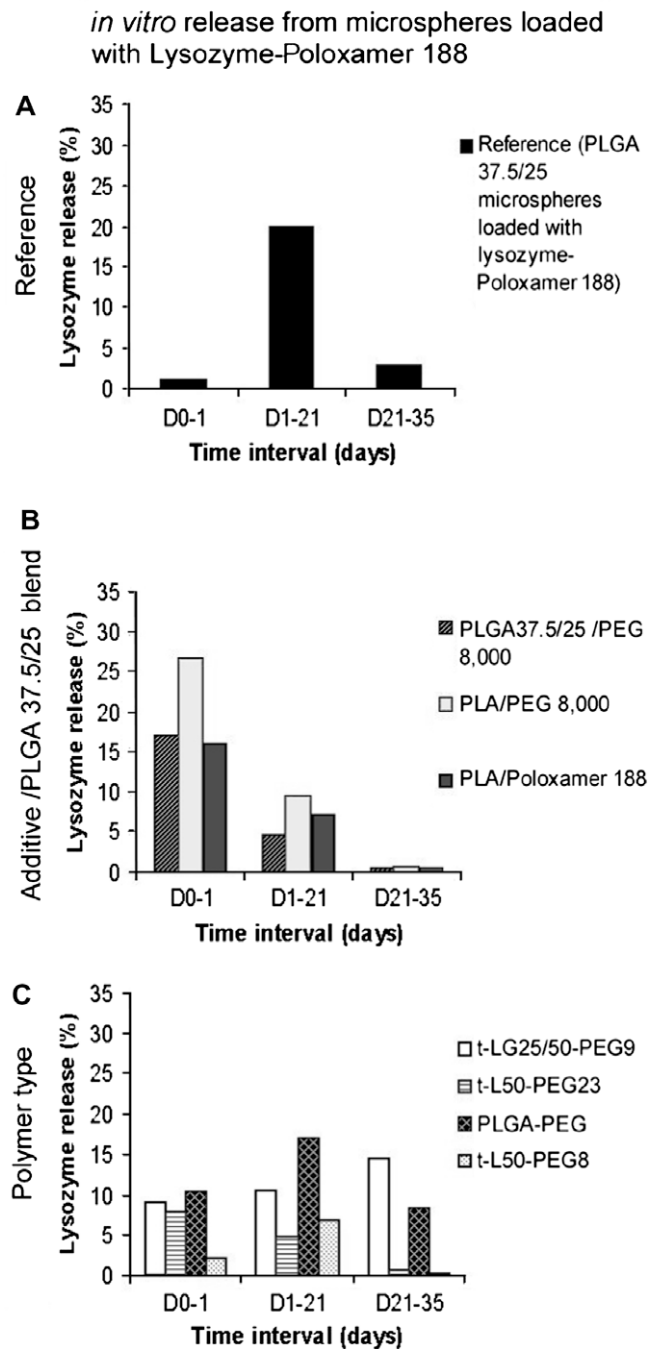 in vitro release from microspheres loaded
with Lysozyme-Poloxamer 188
A
Reference
Lysozyme release (%)
35
30
25
20
15
10
5
0
D0-1
D1-21
D21-35
Time interval (days)
Reference (PLGA
37.5/25
microspheres
loaded with
lysozyme-
Poloxamer 188)
B
Additive /PLGA 37.5/25 blend
Lysozyme release (%)
35
30
25
20
15
10
5
0
D0-1
D1-21
D21-35
Time interval (days)
PLGA37.5/25 /PEG
8,000
PLA/PEG 8,000
PLA/Poloxamer 188
C
Polymer type
Lysozyme release (%)
35
30
25
20
15
10
5
0
D0-1
D1-21
D21-35
Time interval (days)
t-LG25/50-PEG9
t-L50-PEG23
PLGA-PEG
t-L50-PEG8